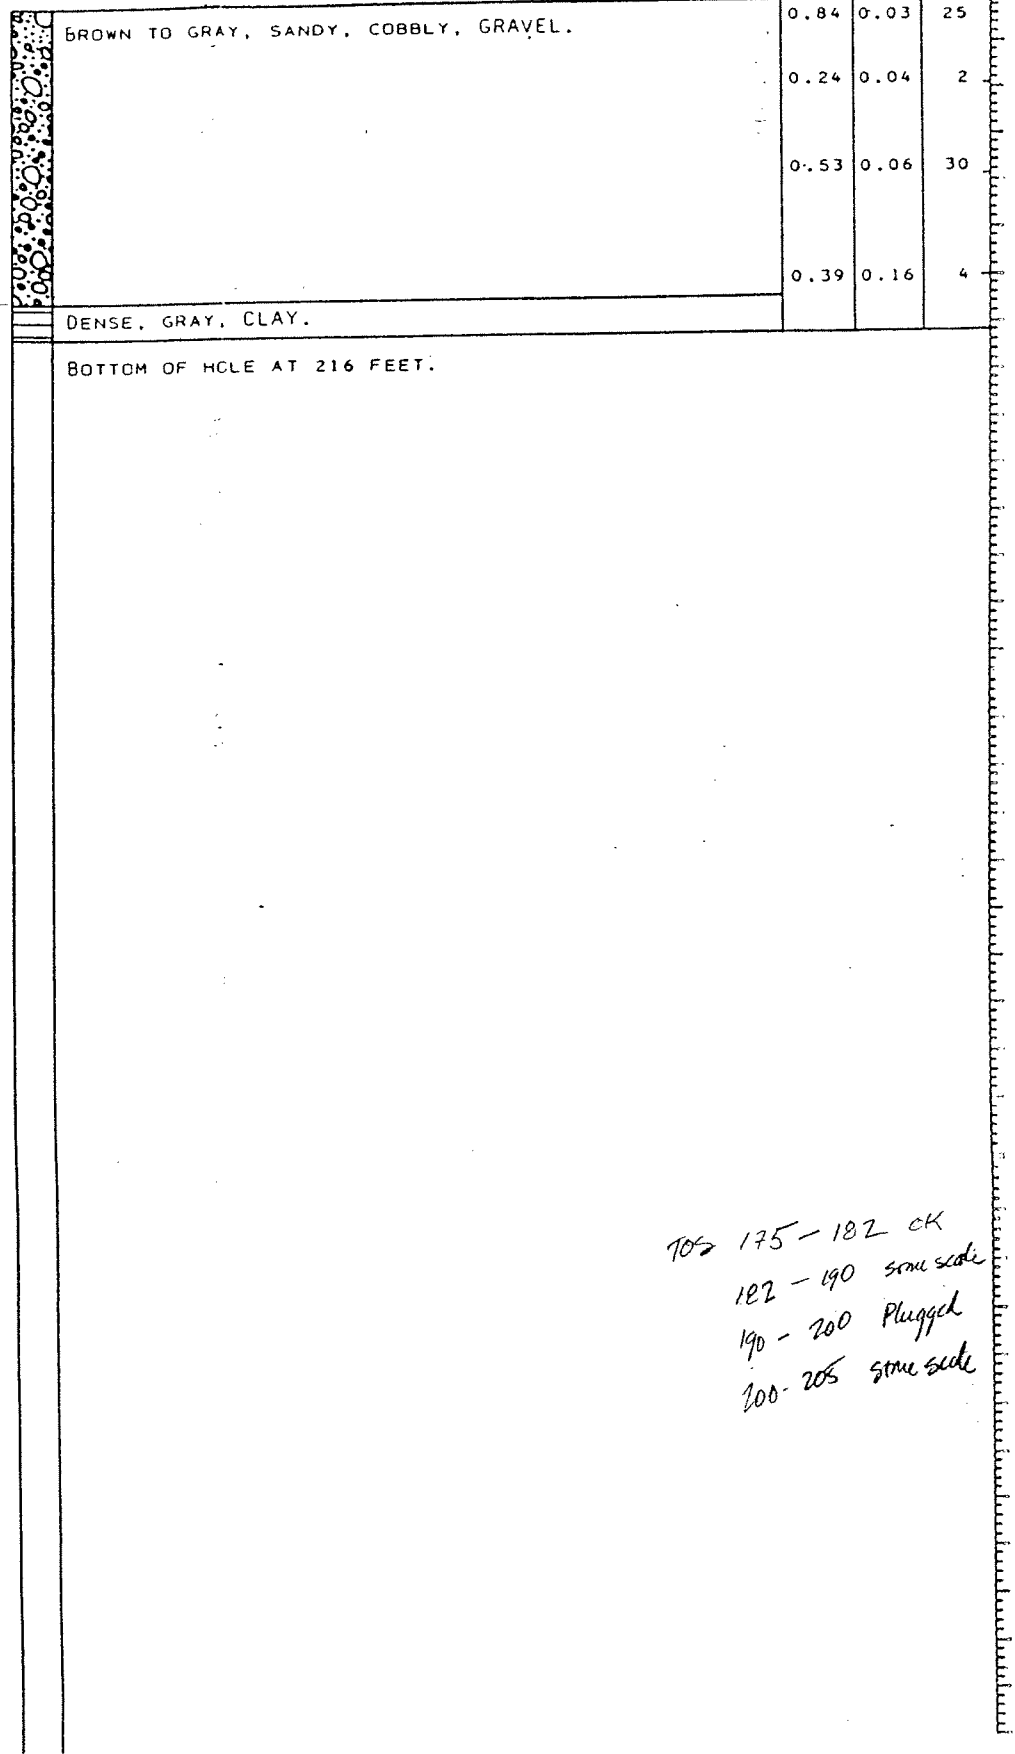 BROWN TO GRAY, SANDY, COBBLY, GRAVEL.
0.84 0.03 25
0.24 0.04 2
0.53 0.06 30
0.39 0.16 4
DENSE, GRAY, CLAY.
BOTTOM OF HOLE AT 216 FEET.
TOS 175 - 182 OK
182 - 190 some scale
190 - 200 Plugged
200 - 205 some scale